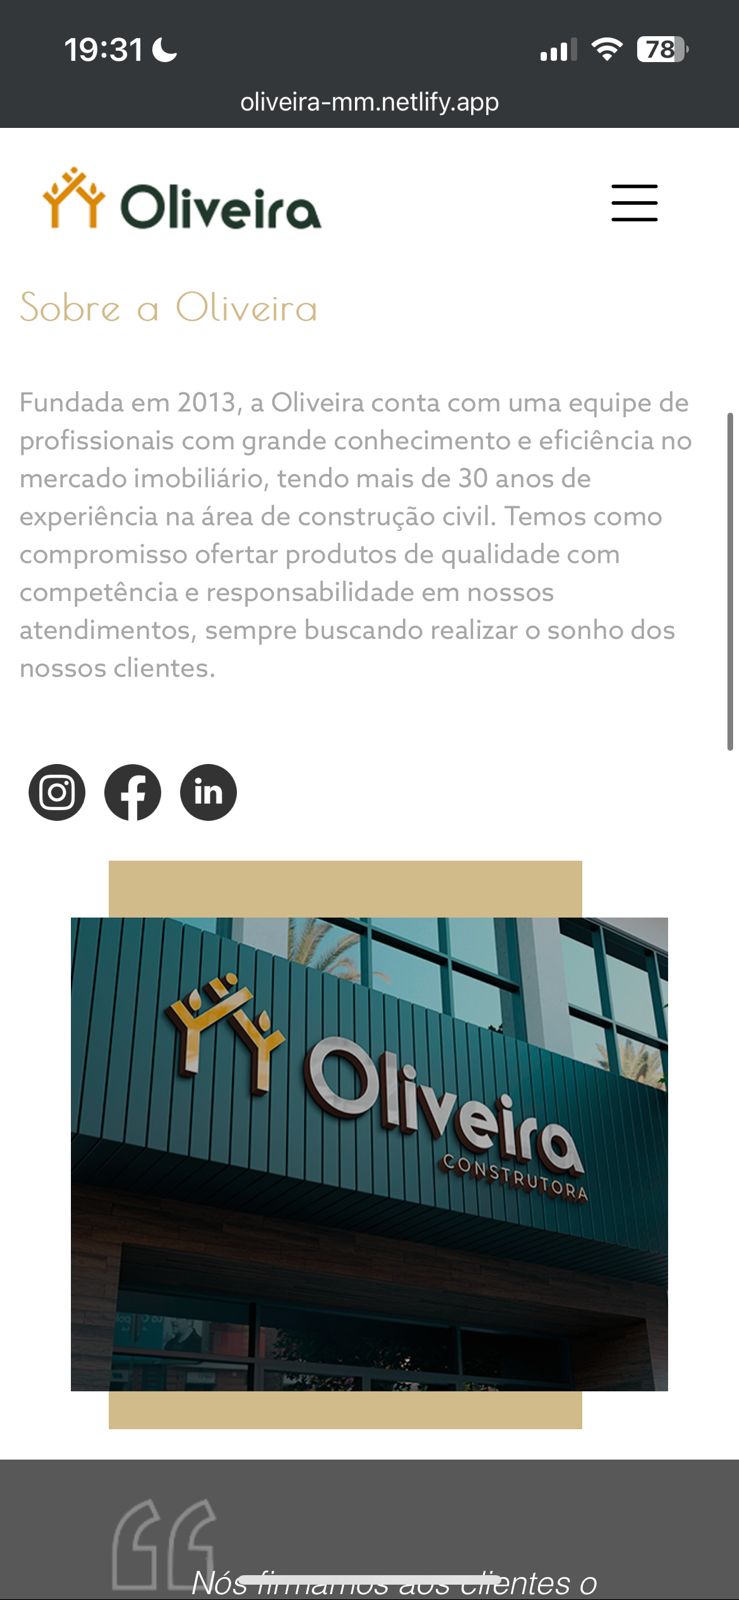 19:31
78
oliveira-mm.netlify.app
Oliveira
Sobre a Oliveira
Fundada em 2013, a Oliveira conta com uma equipe de
profissionais com grande conhecimento e eficiência no
mercado imobiliário, tendo mais de 30 anos de
experiência na área de construção civil. Temos como
compromisso ofertar produtos de qualidade com
competência e responsabilidade em nossos
atendimentos, sempre buscando realizar o sonho dos
nossos clientes.
in
Oliveira
CONSTRUTORA
Nós firmamos aos clientes o